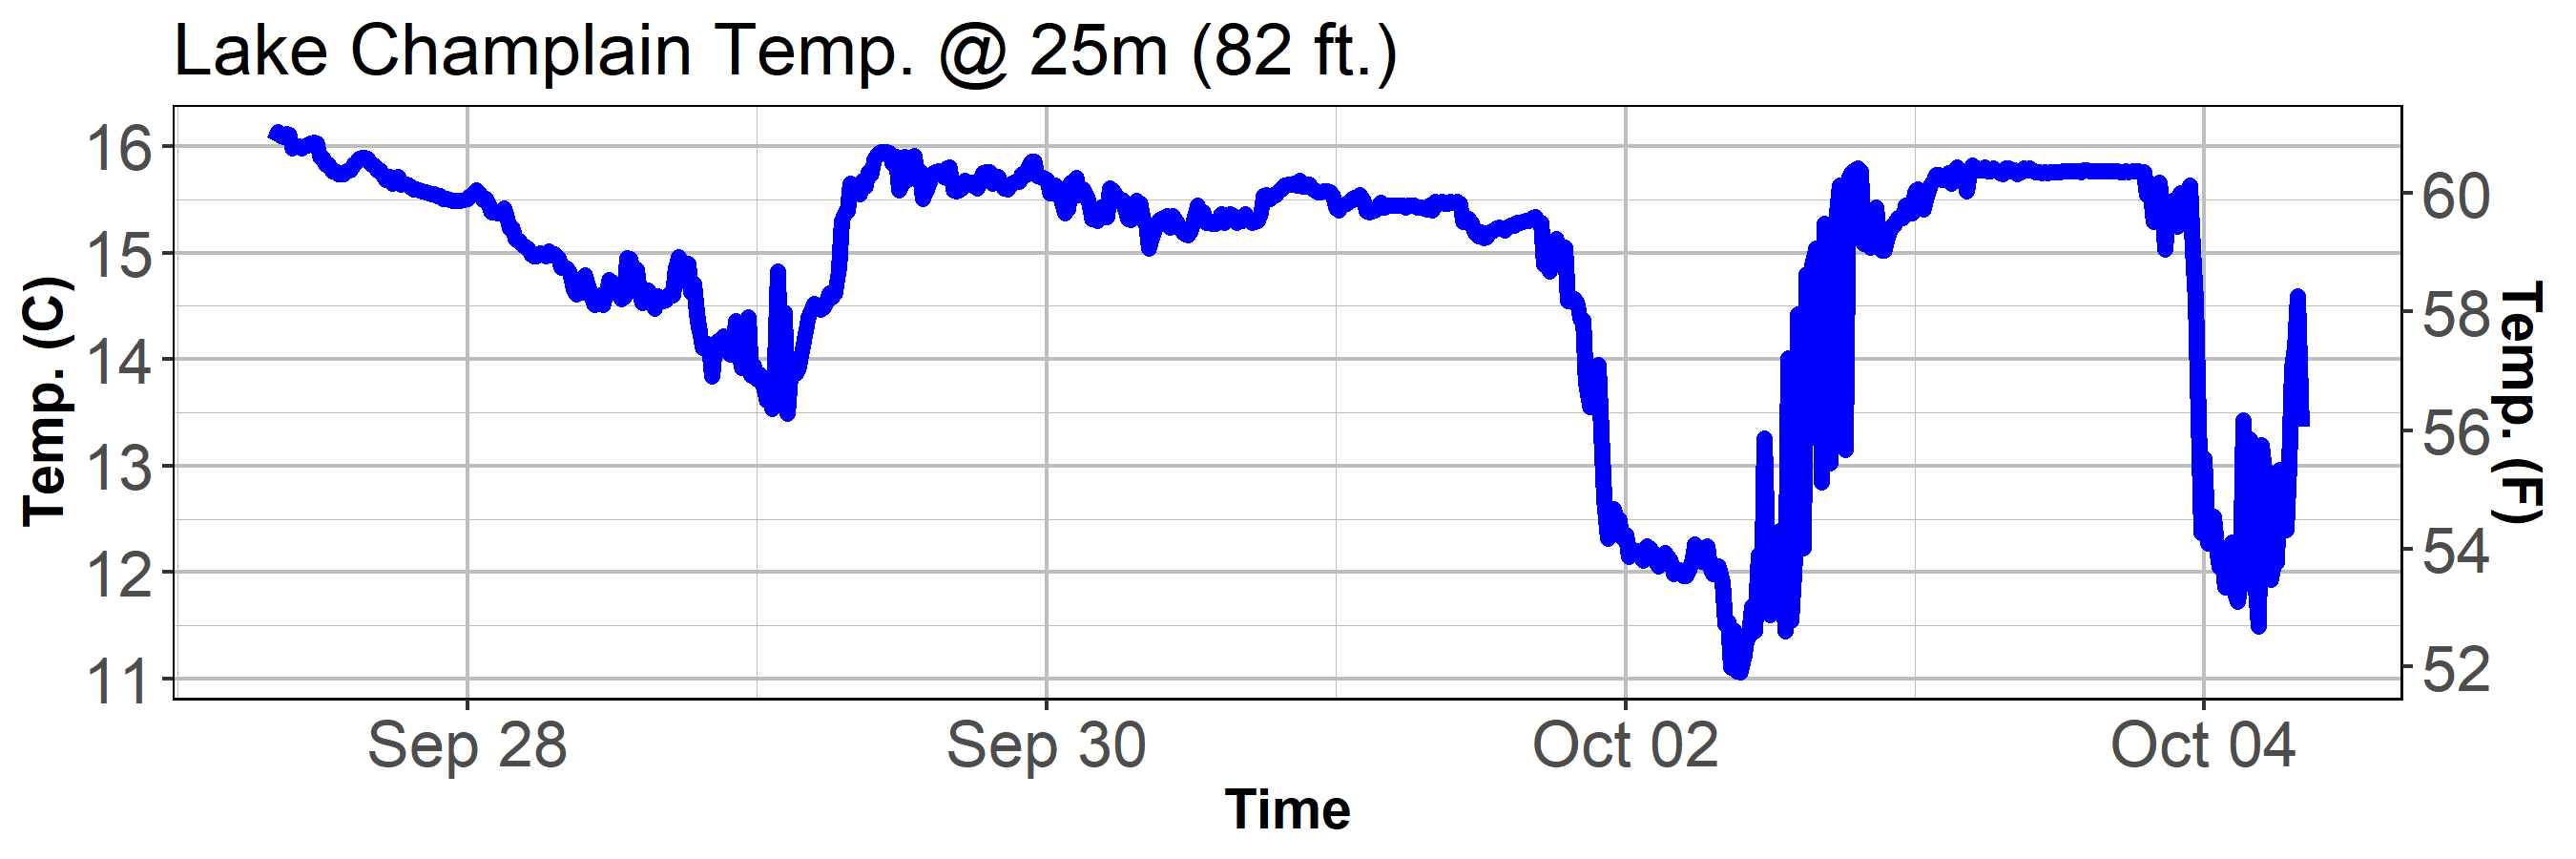 Lake Champlain Temp. @ 25m (82 ft.)
Temp. (C)
16
15
14
13
12
11
60
58
56
54
52
Temp. (F)
Sep 28
Sep 30
Oct 02
Oct 04
Time